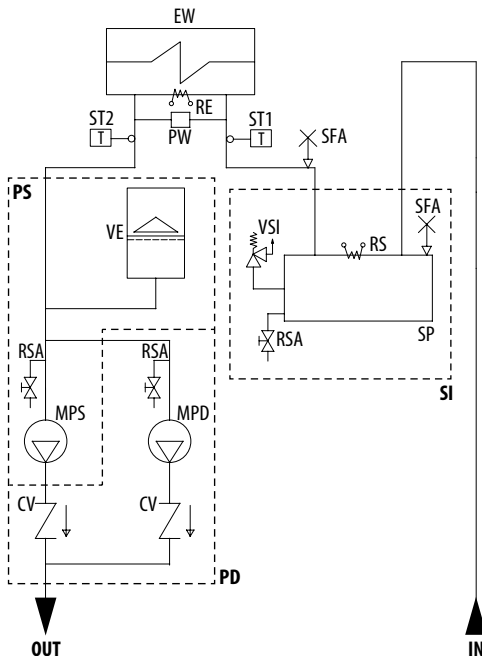 EW
RE
ST2
T
PW
ST1
T
SFA
PS
VE
VSI
RS
SFA
SP
RSA
SI
RSA
RSA
MPS
MPD
CV
CV
PD
OUT
IN